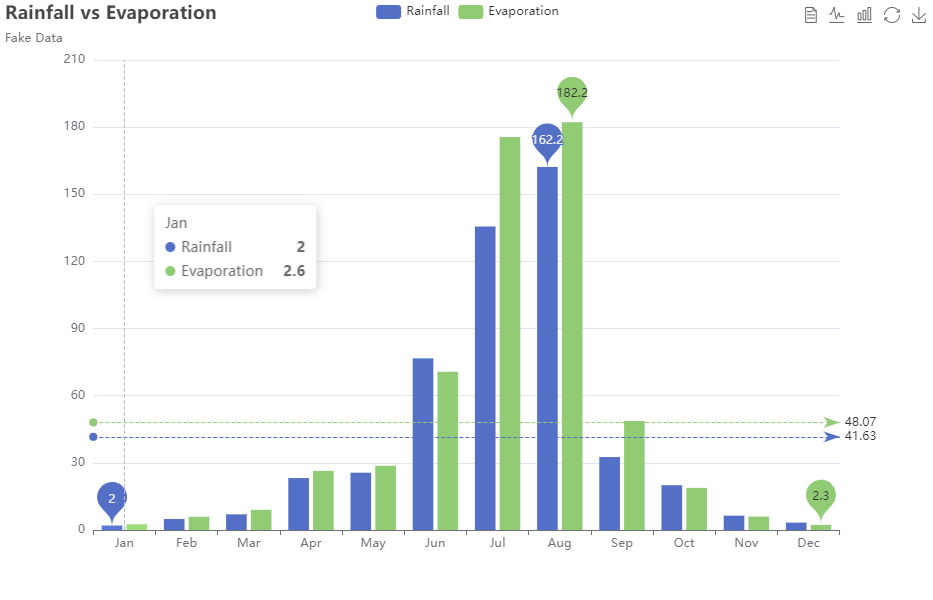 Rainfall vs Evaporation
Fake Data
Rainfall Evaporation
210
180
150
120
90
60
30
0
182.2
162.2
Jan
Rainfall 2
Evaporation 2.6
48.07
41.63
2
2.3
Jan Feb Mar Apr May Jun Jul Aug Sep Oct Nov Dec